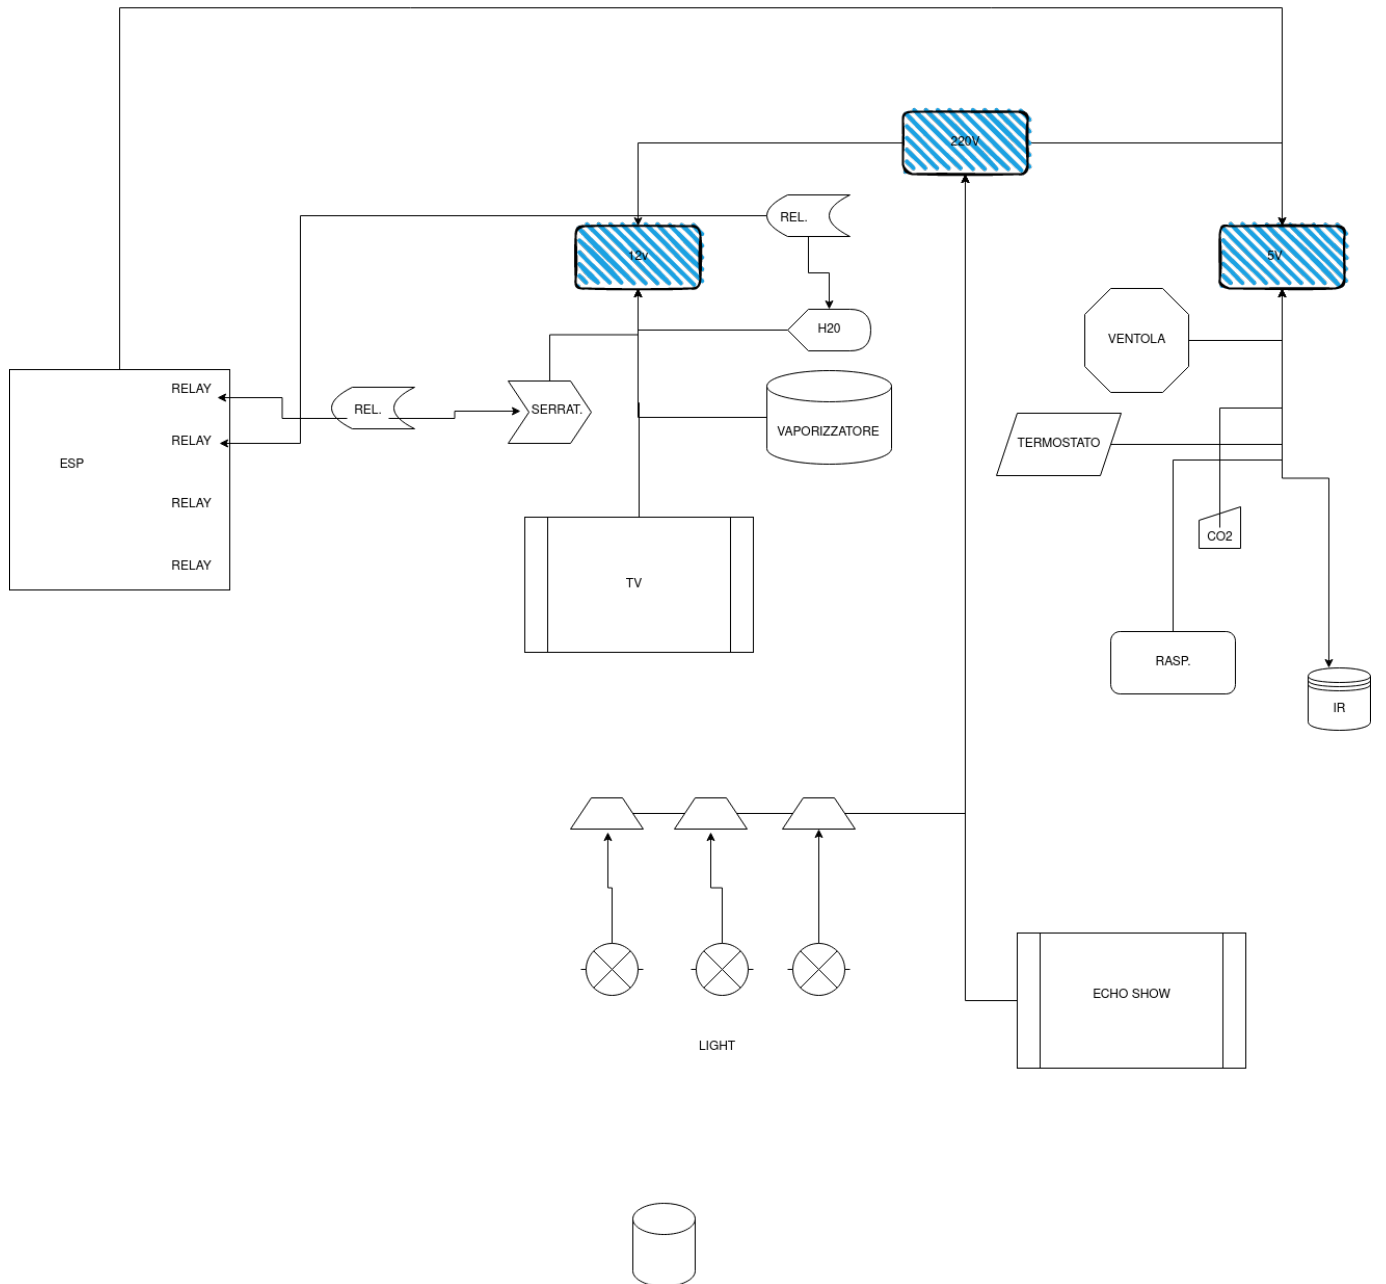 220V
REL.
12v
5V
H20
VENTOLA
RELAY
REL.
SERRAT.
VAPORIZZATORE
RELAY
TERMOSTATO
ESP
RELAY
CO2
RELAY
TV
RASP.
IR
ECHO SHOW
LIGHT